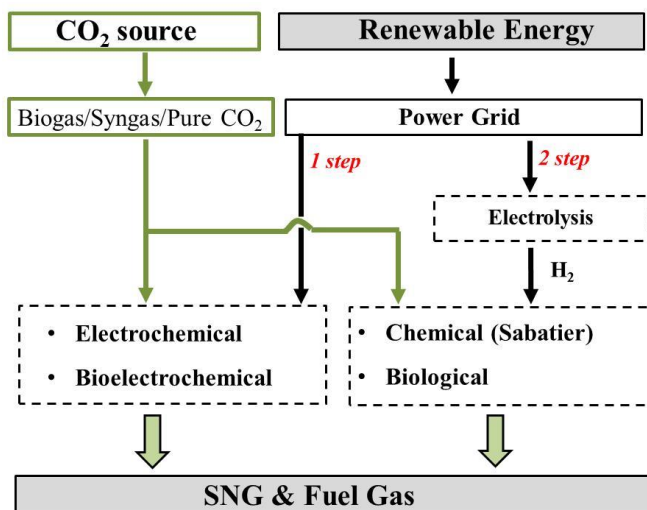 CO₂ source
Renewable Energy
Biogas/Syngas/Pure CO₂
Power Grid
1 step
2 step
Electrolysis
H₂
• Electrochemical
• Bioelectrochemical
• Chemical (Sabatier)
• Biological
SNG & Fuel Gas